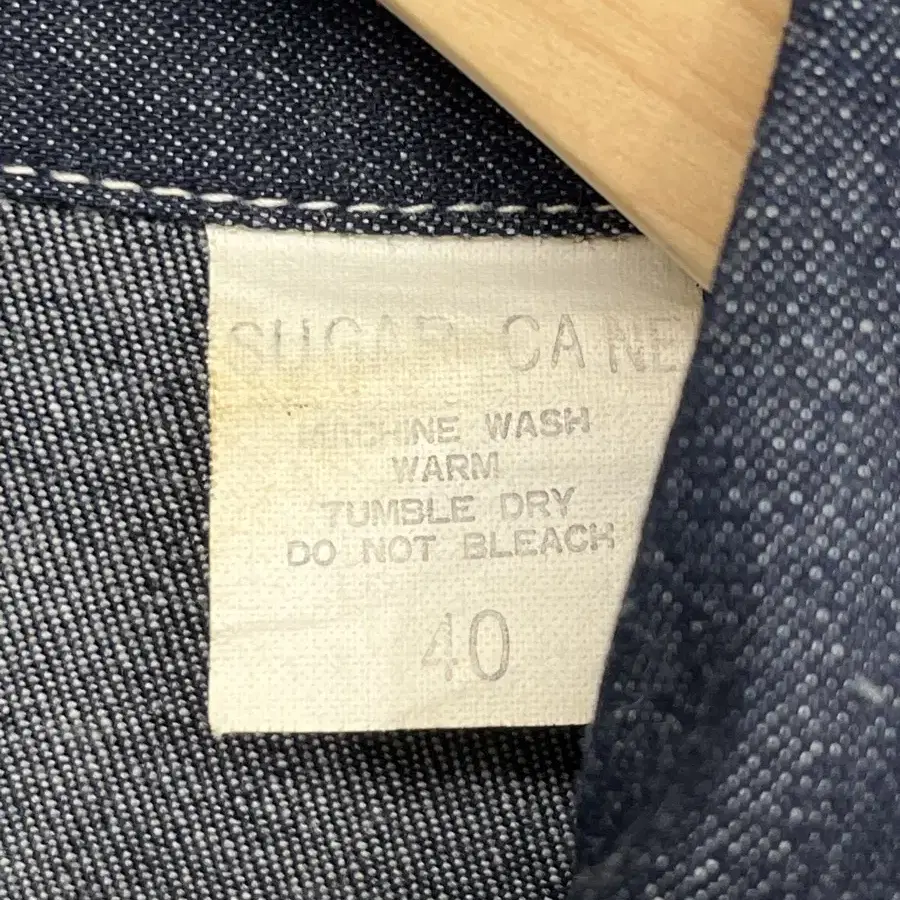 SUGAR CANE
MACHINE WASH
WARM
TUMBLE DRY
DO NOT BLEACH
40